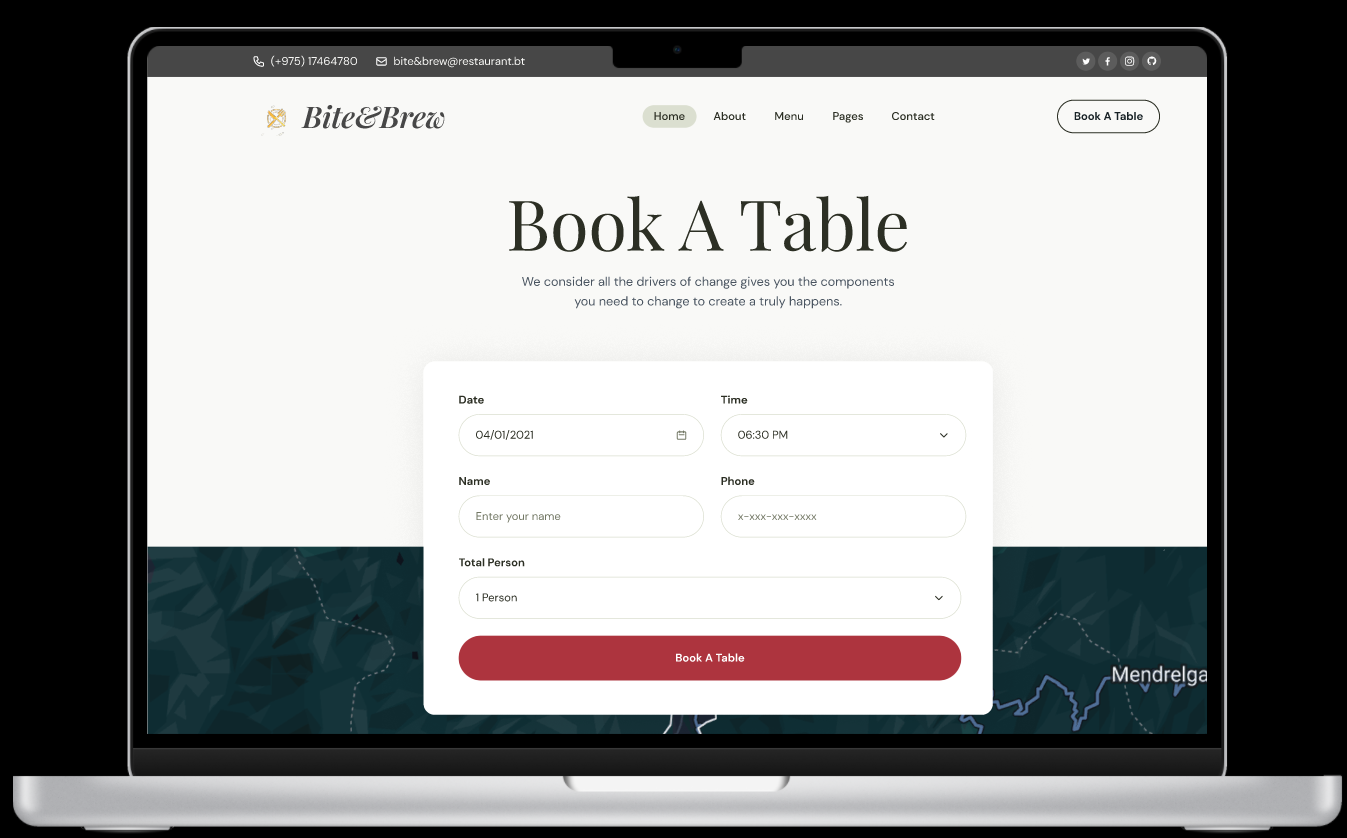 (+975) 17464780 bite&brew@restaurant.bt
Bite&Brew
Home About Menu Pages Contact
Book A Table
Book A Table
We consider all the drivers of change gives you the components
you need to change to create a truly happens.
Date Time
04/01/2021 06:30 PM
Name Phone
Enter your name x-xxx-xxx-xxxx
Total Person
1 Person
Book A Table
Mendrelga